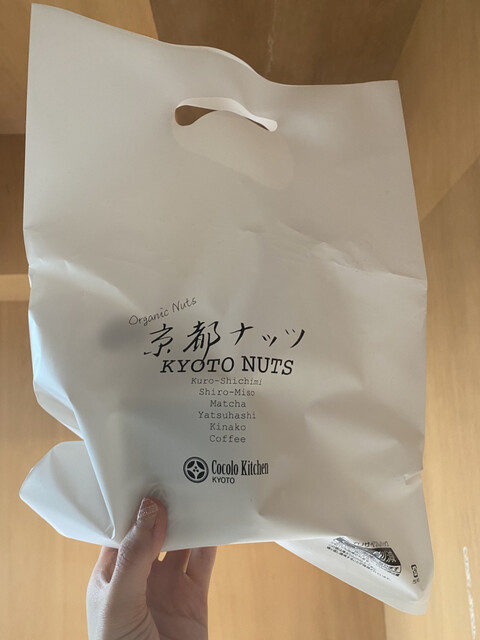 Organic Nuts
京都ナッツ
KYOTO NUTS
Kuro-Shichimi
Shiro-Miso
Matcha
Yatsuhashi
Kinako
Coffee
Cocolo Kitchen
KYOTO